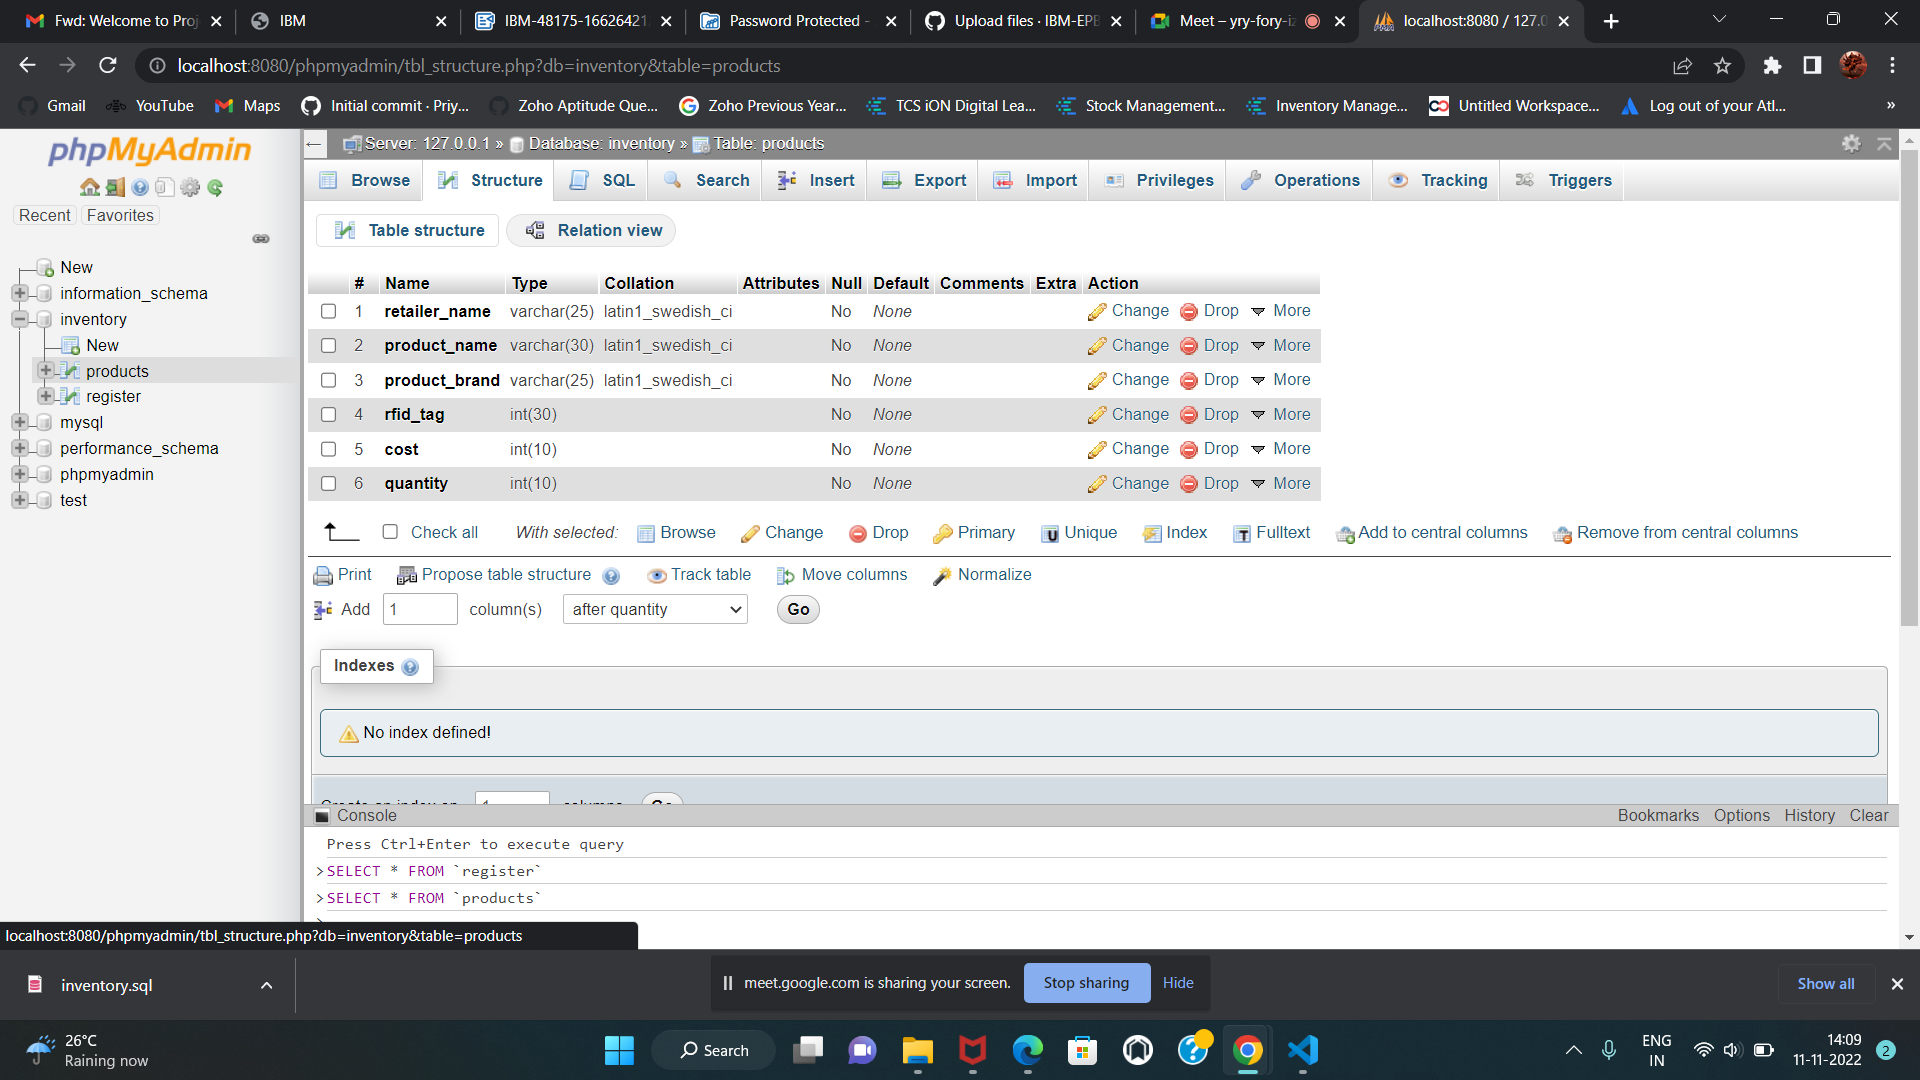 Fwd: Welcome to Proj
IBM
IBM-48175-16626421
Password Protected -
Upload files · IBM-EPB
Meet – yry-fory-iz
localhost:8080 / 127.0
localhost:8080/phpmyadmin/tbl_structure.php?db=inventory&table=products
Gmail
YouTube
Maps
Initial commit · Priy...
Zoho Aptitude Que...
Zoho Previous Year...
TCS iON Digital Lea...
Stock Management...
Inventory Manage...
Untitled Workspace...
Log out of your Atl...
»
phpMyAdmin
Recent Favorites
New
information_schema
inventory
New
products
register
mysql
performance_schema
phpmyadmin
test
Server: 127.0.0.1 » Database: inventory » Table: products
Browse Structure SQL Search Insert Export Import Privileges Operations Tracking Triggers
Table structure Relation view
# Name Type Collation Attributes Null Default Comments Extra Action
1 retailer_name varchar(25) latin1_swedish_ci No None Change Drop More
2 product_name varchar(30) latin1_swedish_ci No None Change Drop More
3 product_brand varchar(25) latin1_swedish_ci No None Change Drop More
4 rfid_tag int(30) No None Change Drop More
5 cost int(10) No None Change Drop More
6 quantity int(10) No None Change Drop More
Check all With selected: Browse Change Drop Primary Unique Index Fulltext Add to central columns Remove from central columns
Print Propose table structure Track table Move columns Normalize
Add 1 column(s) after quantity Go
Indexes
No index defined!
Create an index on 1 columns Go
Console Bookmarks Options History Clear
Press Ctrl+Enter to execute query
>SELECT * FROM `register`
>SELECT * FROM `products`
>
localhost:8080/phpmyadmin/tbl_structure.php?db=inventory&table=products
inventory.sql
meet.google.com is sharing your screen. Stop sharing Hide
Show all
26°C
Raining now
Search
ENG
IN
14:09
11-11-2022
2